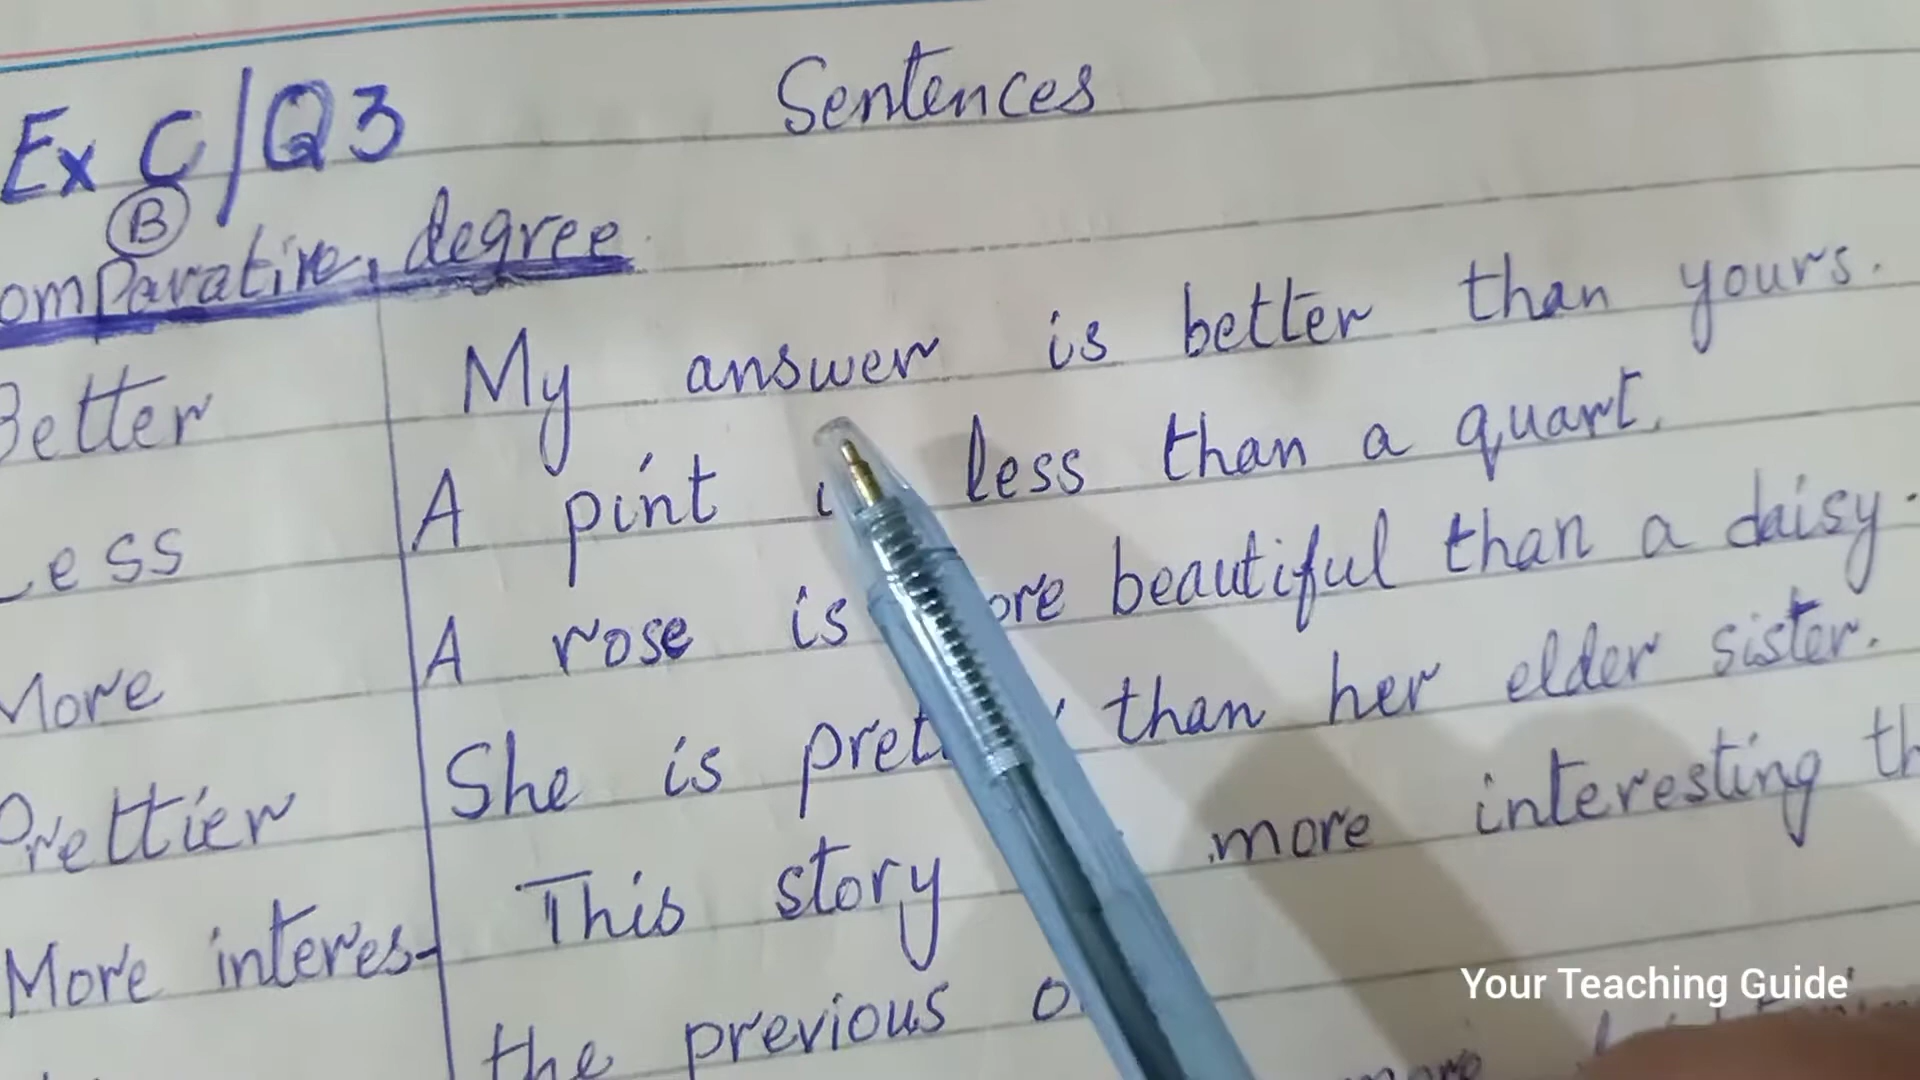 Sentences
Ex C/Q3
B
omparative, degree
Better My answer is better than yours.
Less A pint less than a quart.
More A rose is beautiful than a daisy.
Prettier She is than her elder sister.
More interes- This story more interesting
the previous
more
Your Teaching Guide